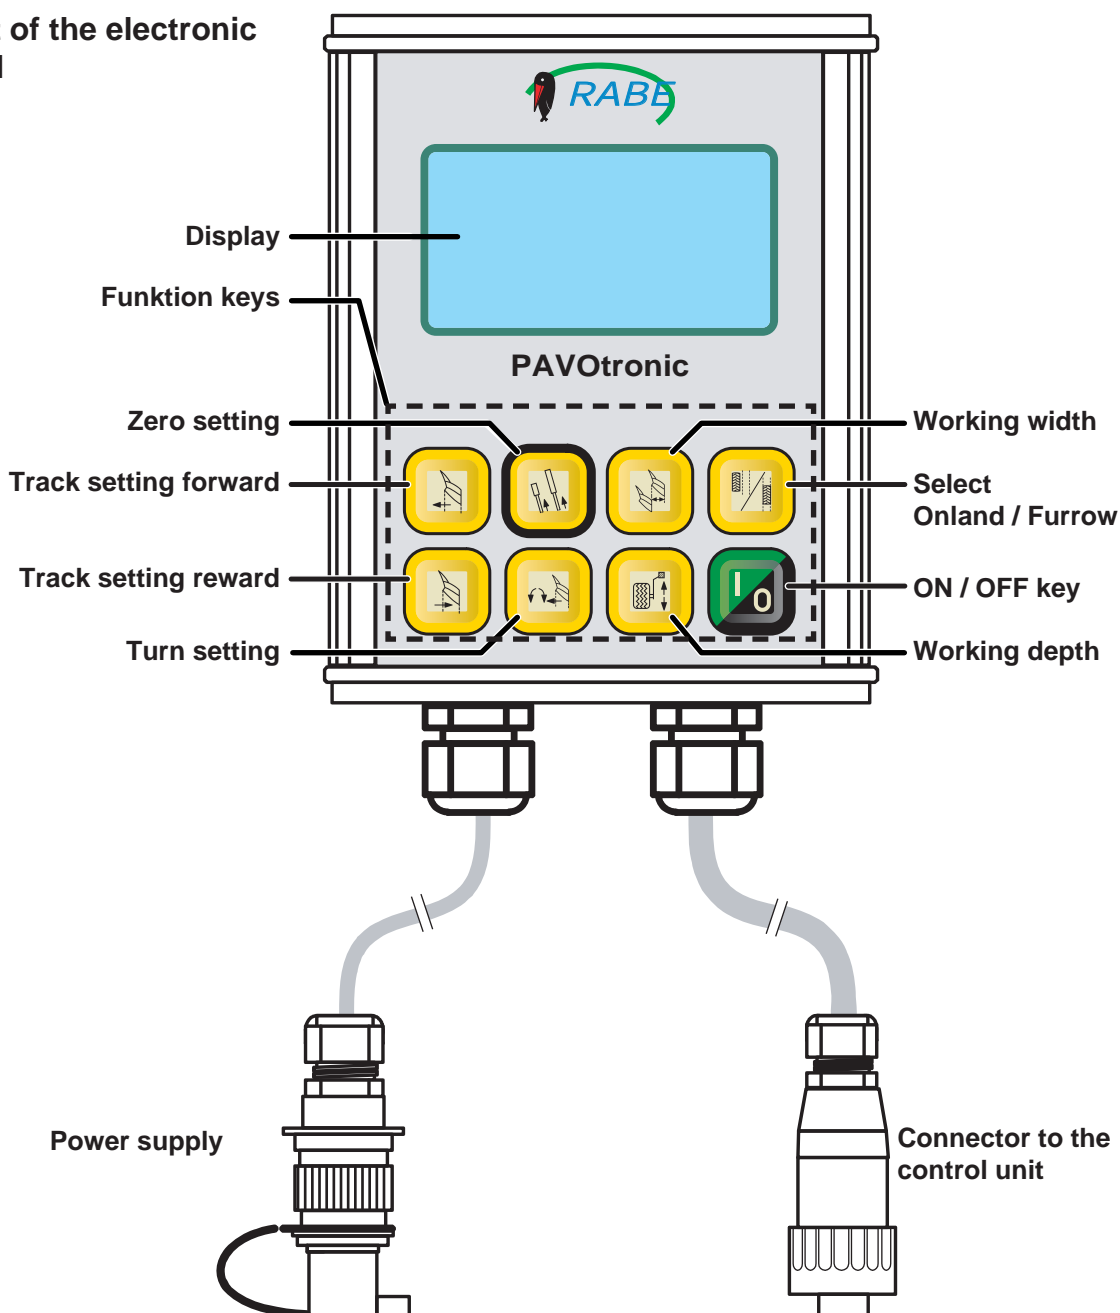 of the electronic
RABE
Display
Funktion keys
PAVOtronic
Zero setting
Working width
Track setting forward
Select
Onland / Furrow
Track setting reward
ON / OFF key
I
O
Turn setting
Working depth
Power supply
Connector to the
control unit